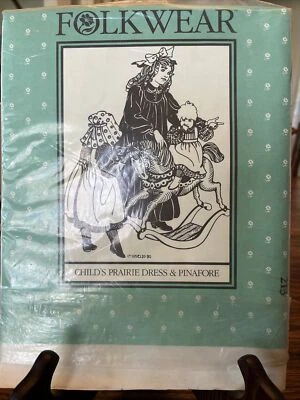 FOLKWEAR
CHILD'S PRAIRIE DRESS & PINAFORE
213